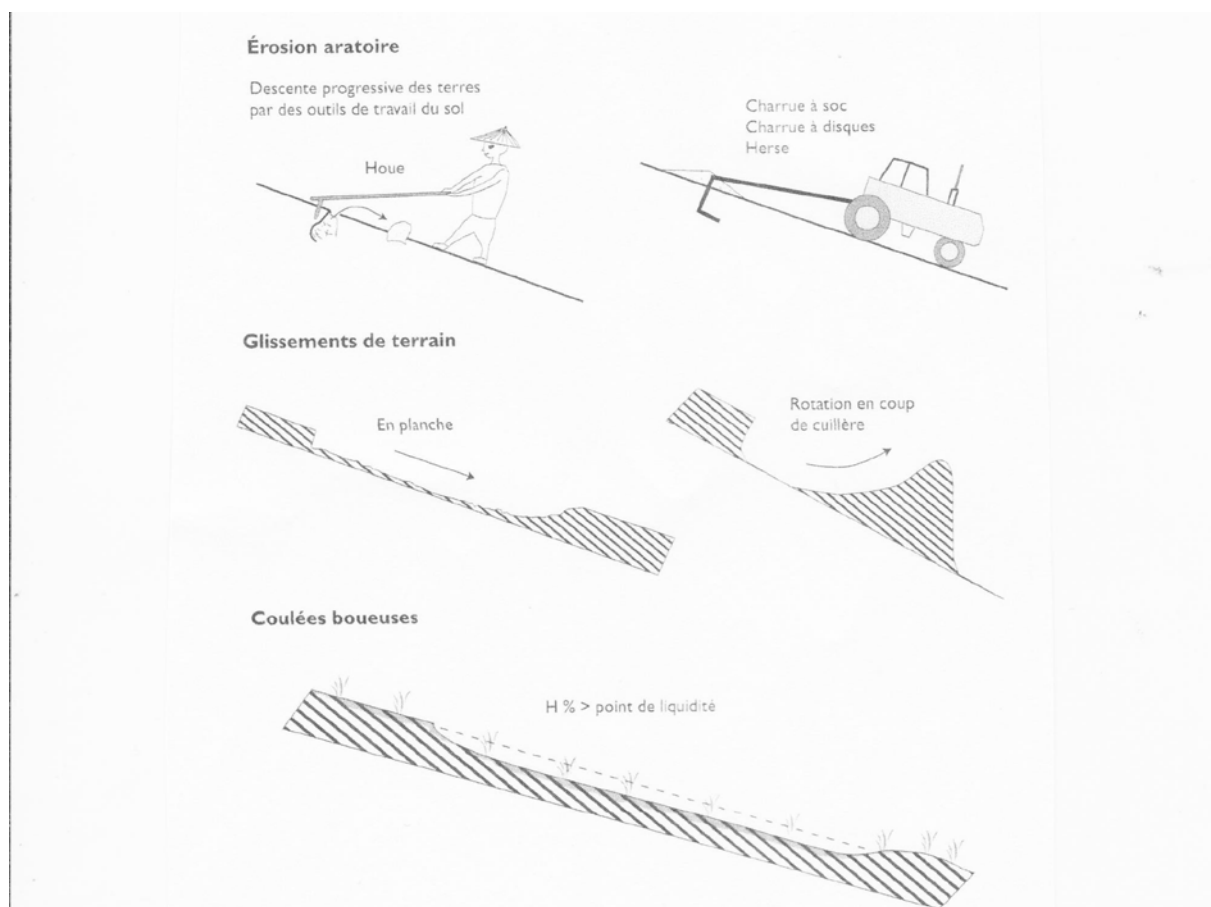 Érosion aratoire
Descente progressive des terres
par des outils de travail du sol
Houe
Charrue à soc
Charrue à disques
Herse
Glissements de terrain
En planche
Rotation en coup
de cuillère
Coulées boueuses
H % > point de liquidité